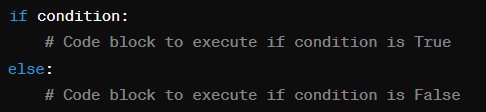 if condition:
    # Code block to execute if condition is True
else:
    # Code block to execute if condition is False